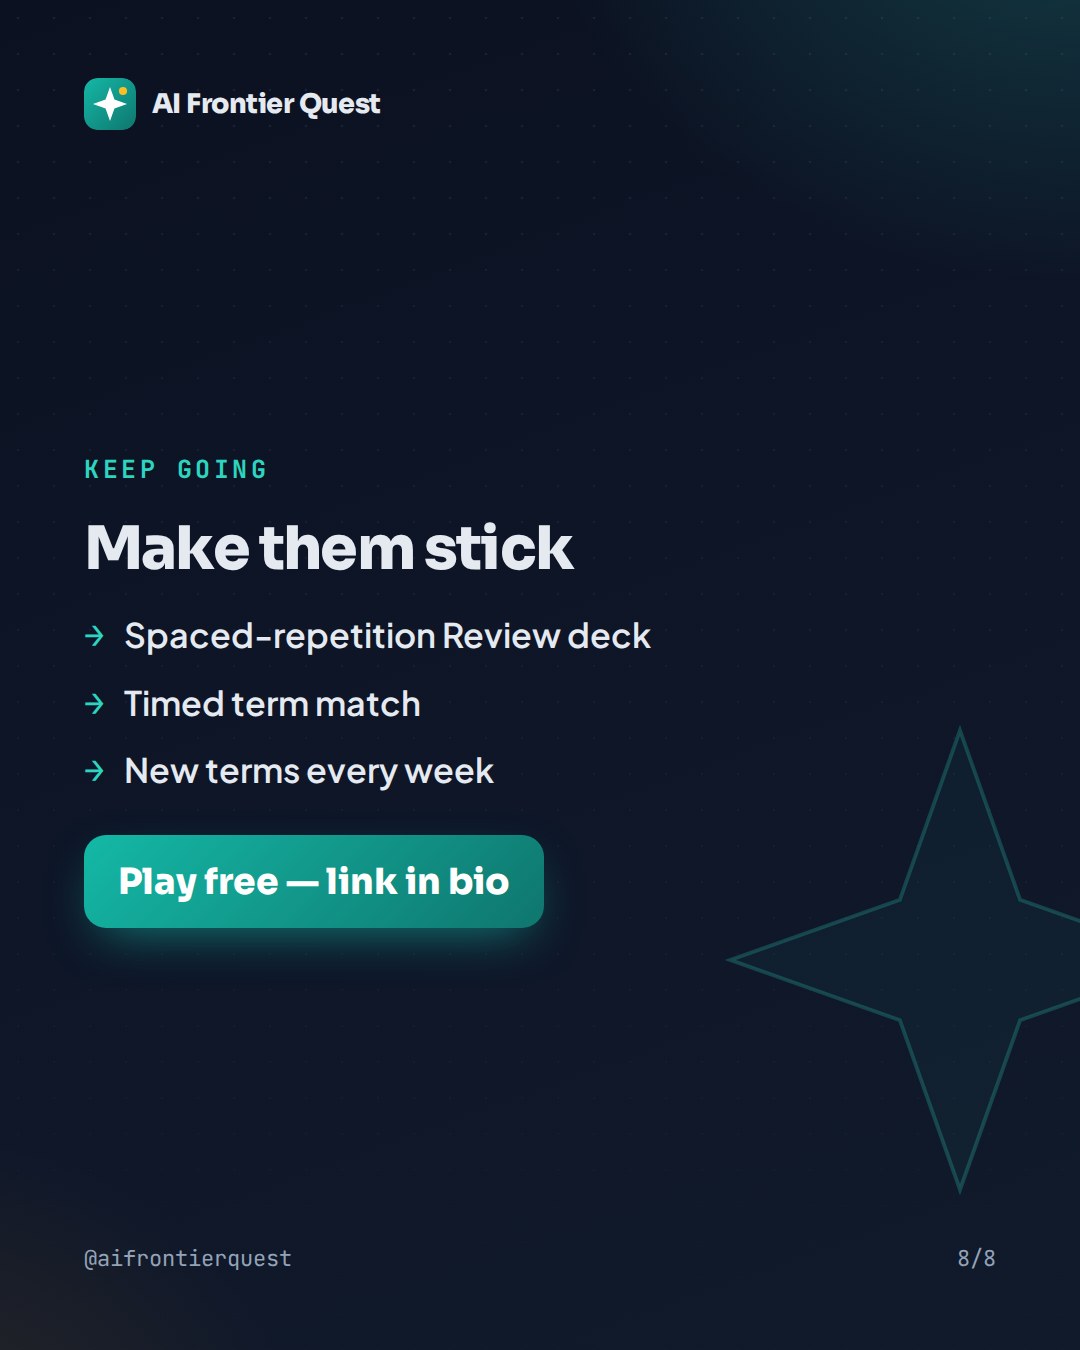 AI Frontier Quest
KEEP GOING
Make them stick
→ Spaced-repetition Review deck
→ Timed term match
→ New terms every week
Play free — link in bio
@aifrontierquest
8/8